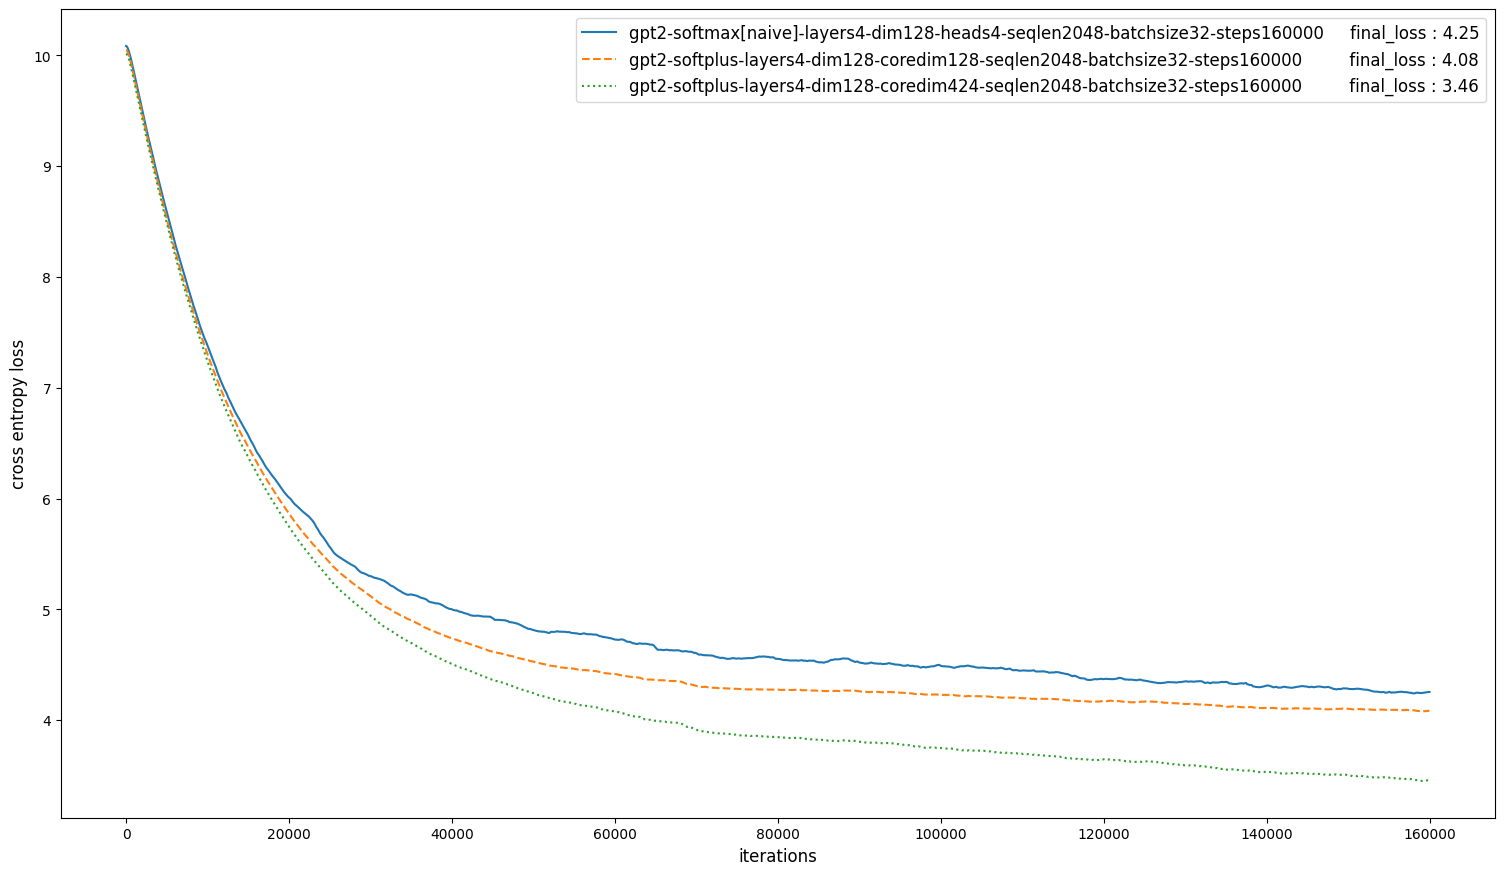 gpt2-softmax[naive]-layers4-dim128-heads4-seqlen2048-batchsize32-steps160000 final_loss : 4.25
gpt2-softplus-layers4-dim128-coredim128-seqlen2048-batchsize32-steps160000 final_loss : 4.08
gpt2-softplus-layers4-dim128-coredim424-seqlen2048-batchsize32-steps160000 final_loss : 3.46
cross entropy loss
10
9
8
7
6
5
4
0 20000 40000 60000 80000 100000 120000 140000 160000
iterations